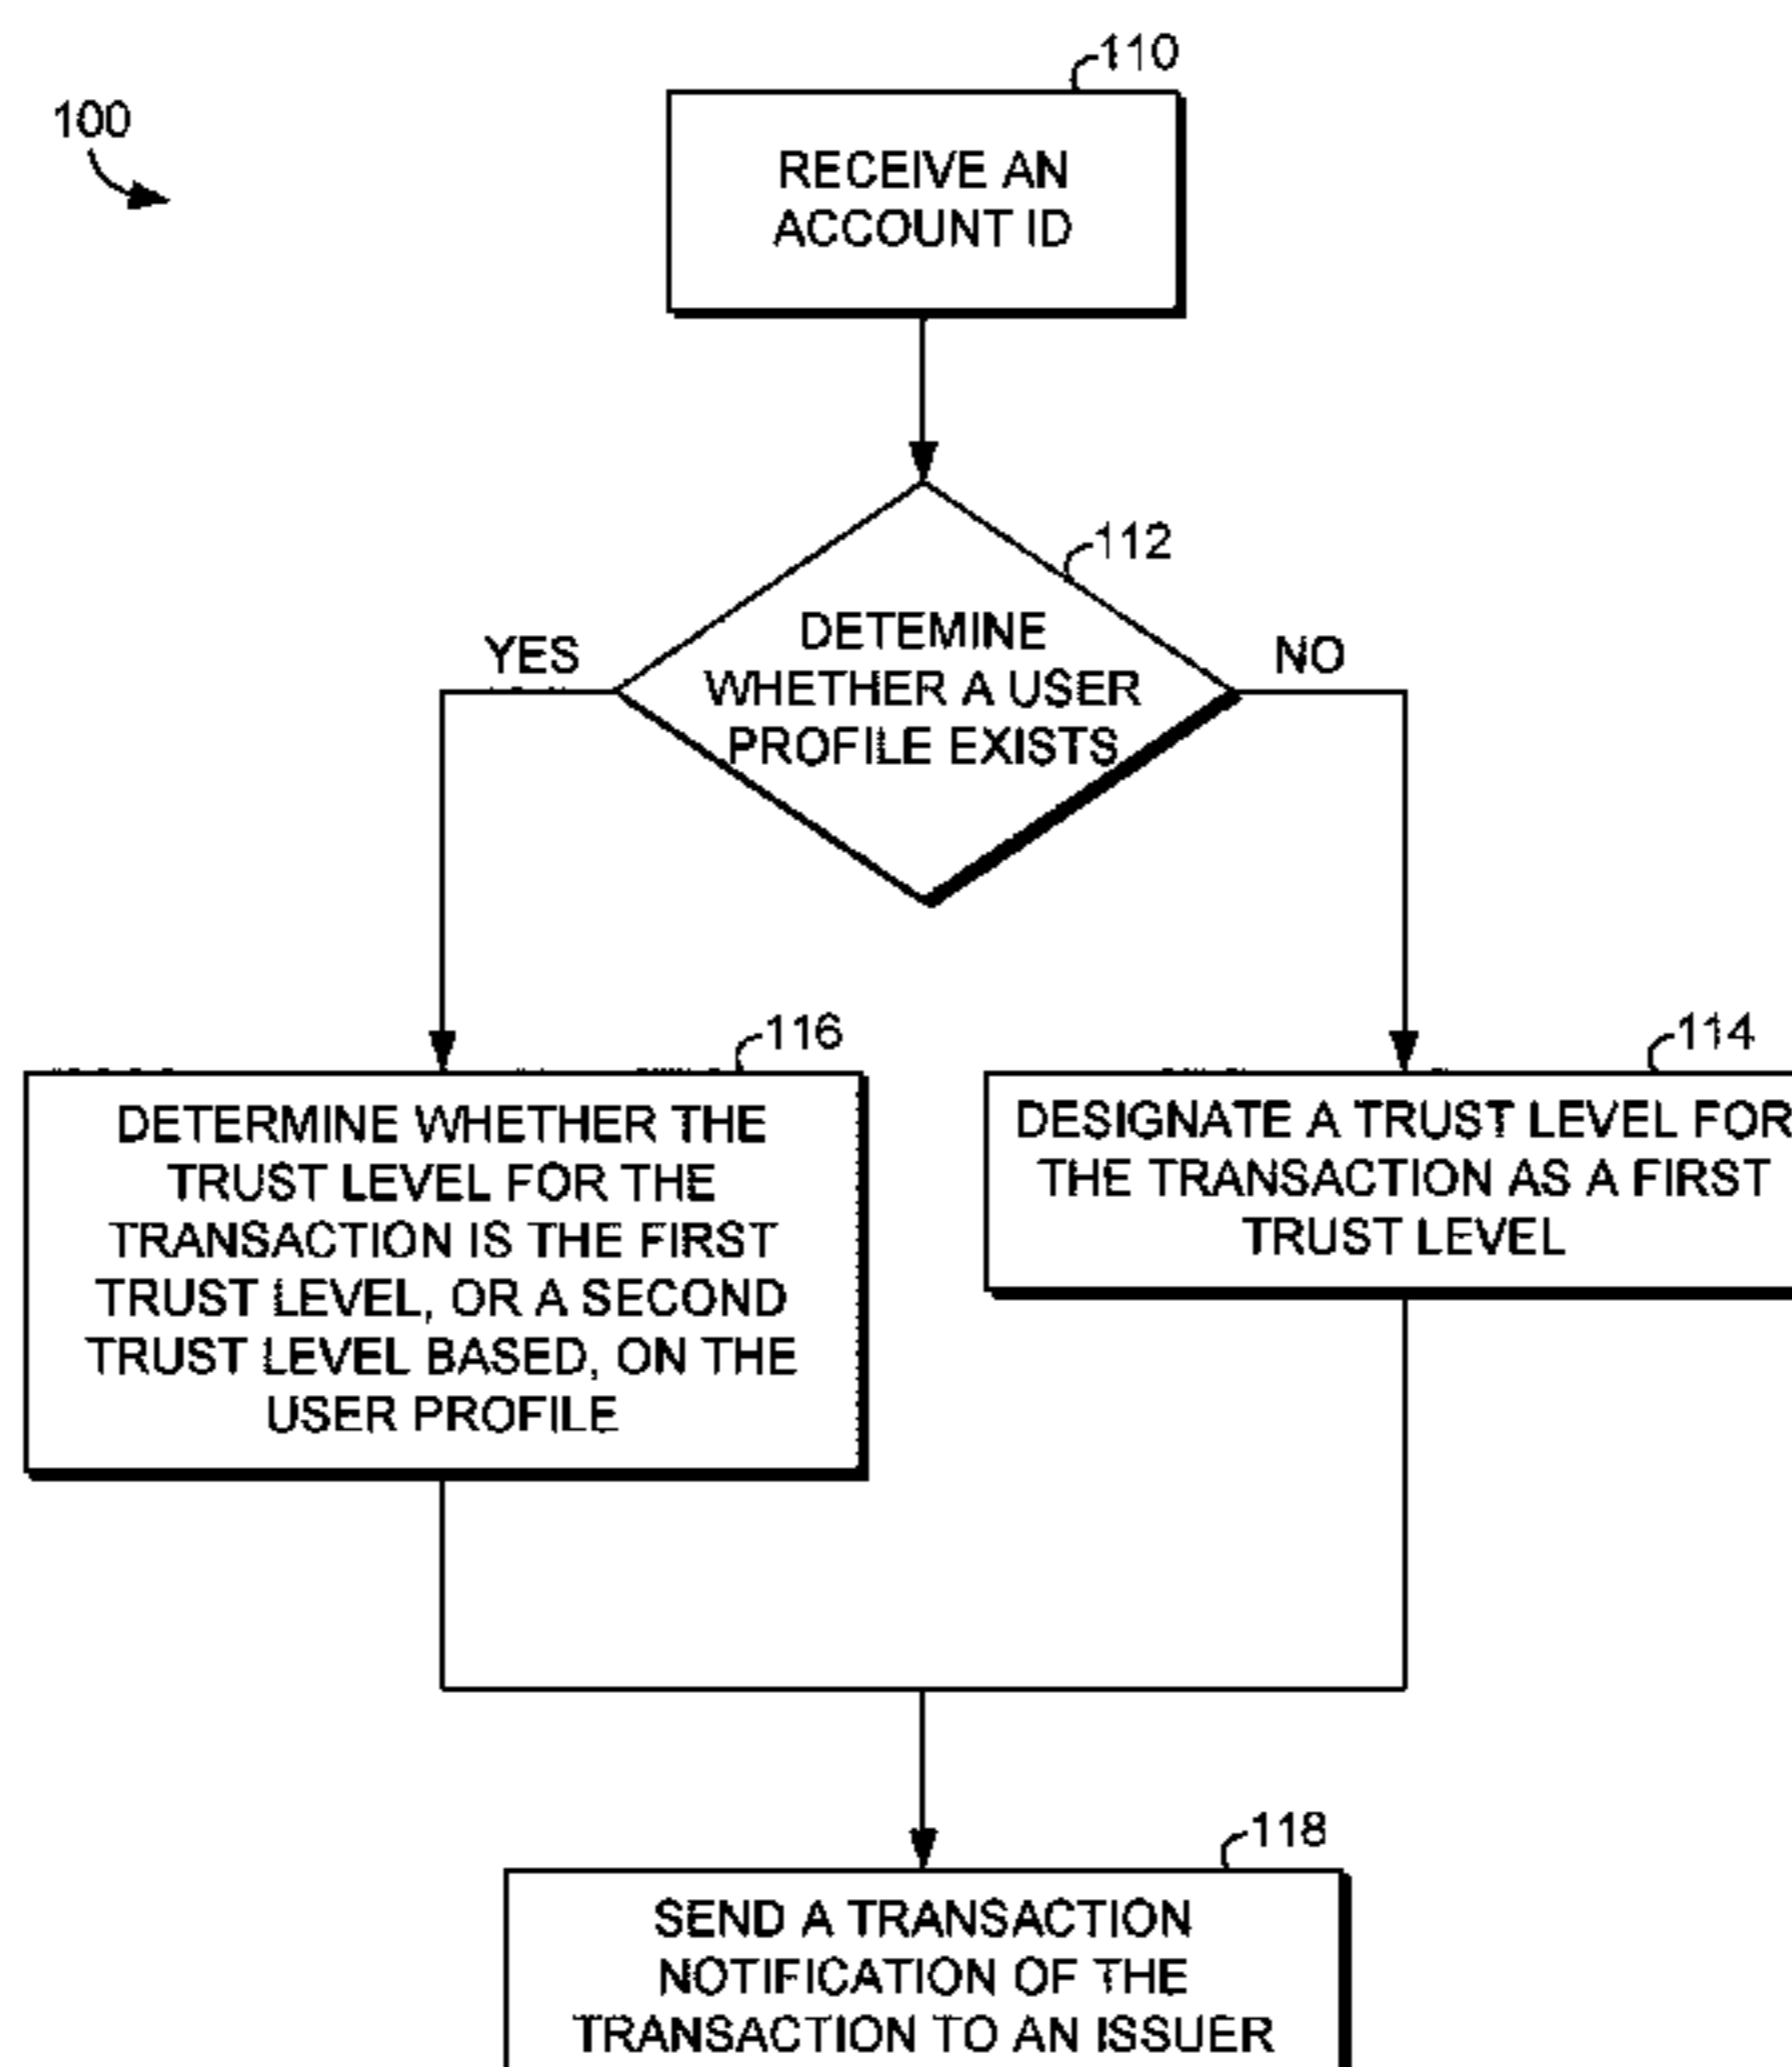 100
110
RECEIVE AN
ACCOUNT ID
112
DETEMINE
WHETHER A USER
PROFILE EXISTS
YES
NO
116
DETERMINE WHETHER THE
TRUST LEVEL FOR THE
TRANSACTION IS THE FIRST
TRUST LEVEL, OR A SECOND
TRUST LEVEL BASED, ON THE
USER PROFILE
114
DESIGNATE A TRUST LEVEL FOR
THE TRANSACTION AS A FIRST
TRUST LEVEL
118
SEND A TRANSACTION
NOTIFICATION OF THE
TRANSACTION TO AN ISSUER